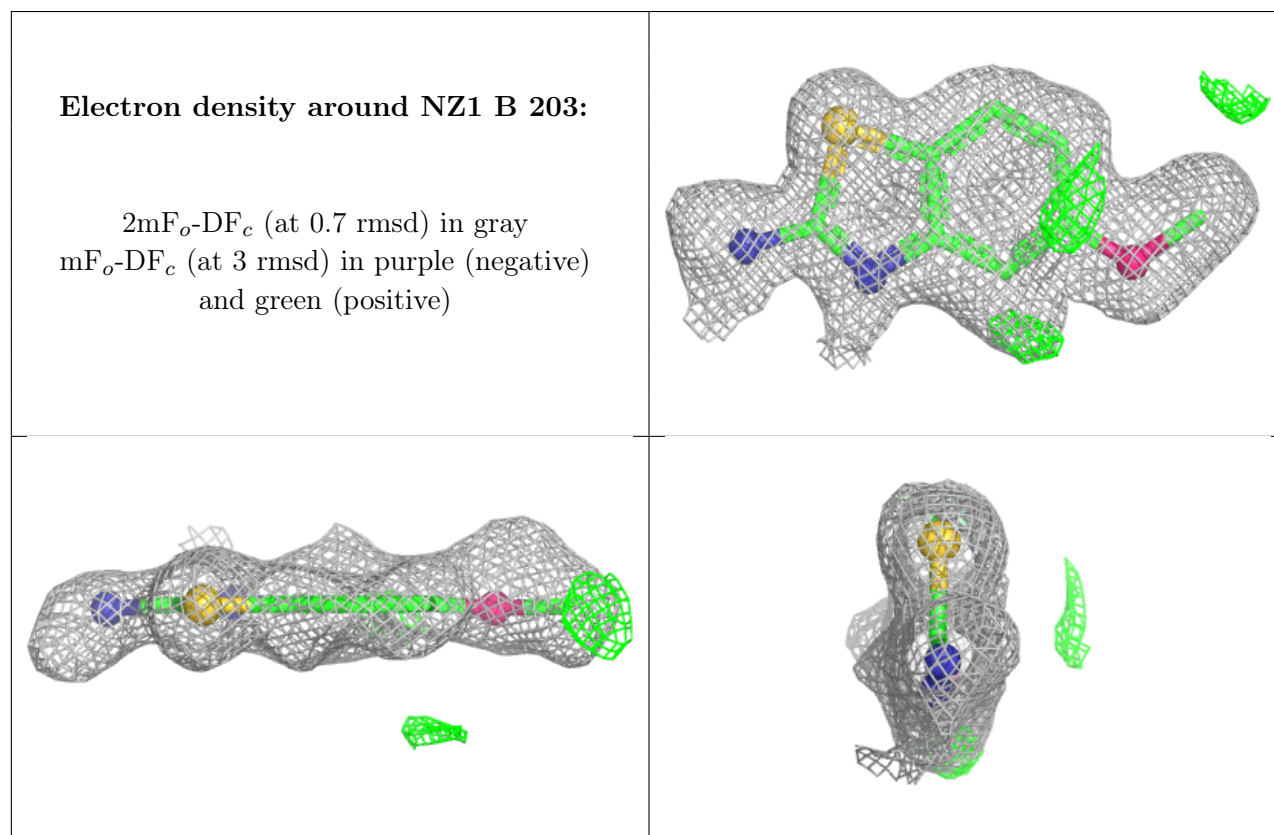 Electron density around NZ1 B 203:
2mFo-DFc (at 0.7 rmsd) in gray
mFo-DFc (at 3 rmsd) in purple (negative)
and green (positive)